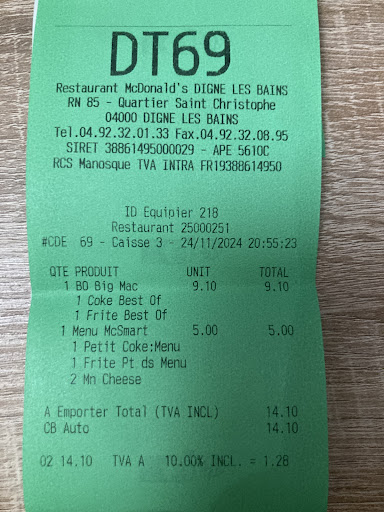 DT69
Restaurant McDonald's DIGNE LES BAINS
RN 85 - Quartier Saint Christophe
04000 DIGNE LES BAINS
Tel.04.92.32.01.33 Fax.04.92.32.08.95
SIRET 38861495000029 - APE 5610C
RCS Manosque TVA INTRA FR19388614950
ID Equipier 218
Restaurant 25000251
#CDE 69 - Caisse 3 - 24/11/2024 20:55:23
QTE PRODUIT UNIT TOTAL
1 BO Big Mac 9.10 9.10
1 Coke Best Of
1 Frite Best Of
1 Menu McSmart 5.00 5.00
1 Petit Coke:Menu
1 Frite Pt ds Menu
2 Mn Cheese
A Emporter Total (TVA INCL) 14.10
CB Auto 14.10
02 14.10 TVA A 10.00% INCL. = 1.28